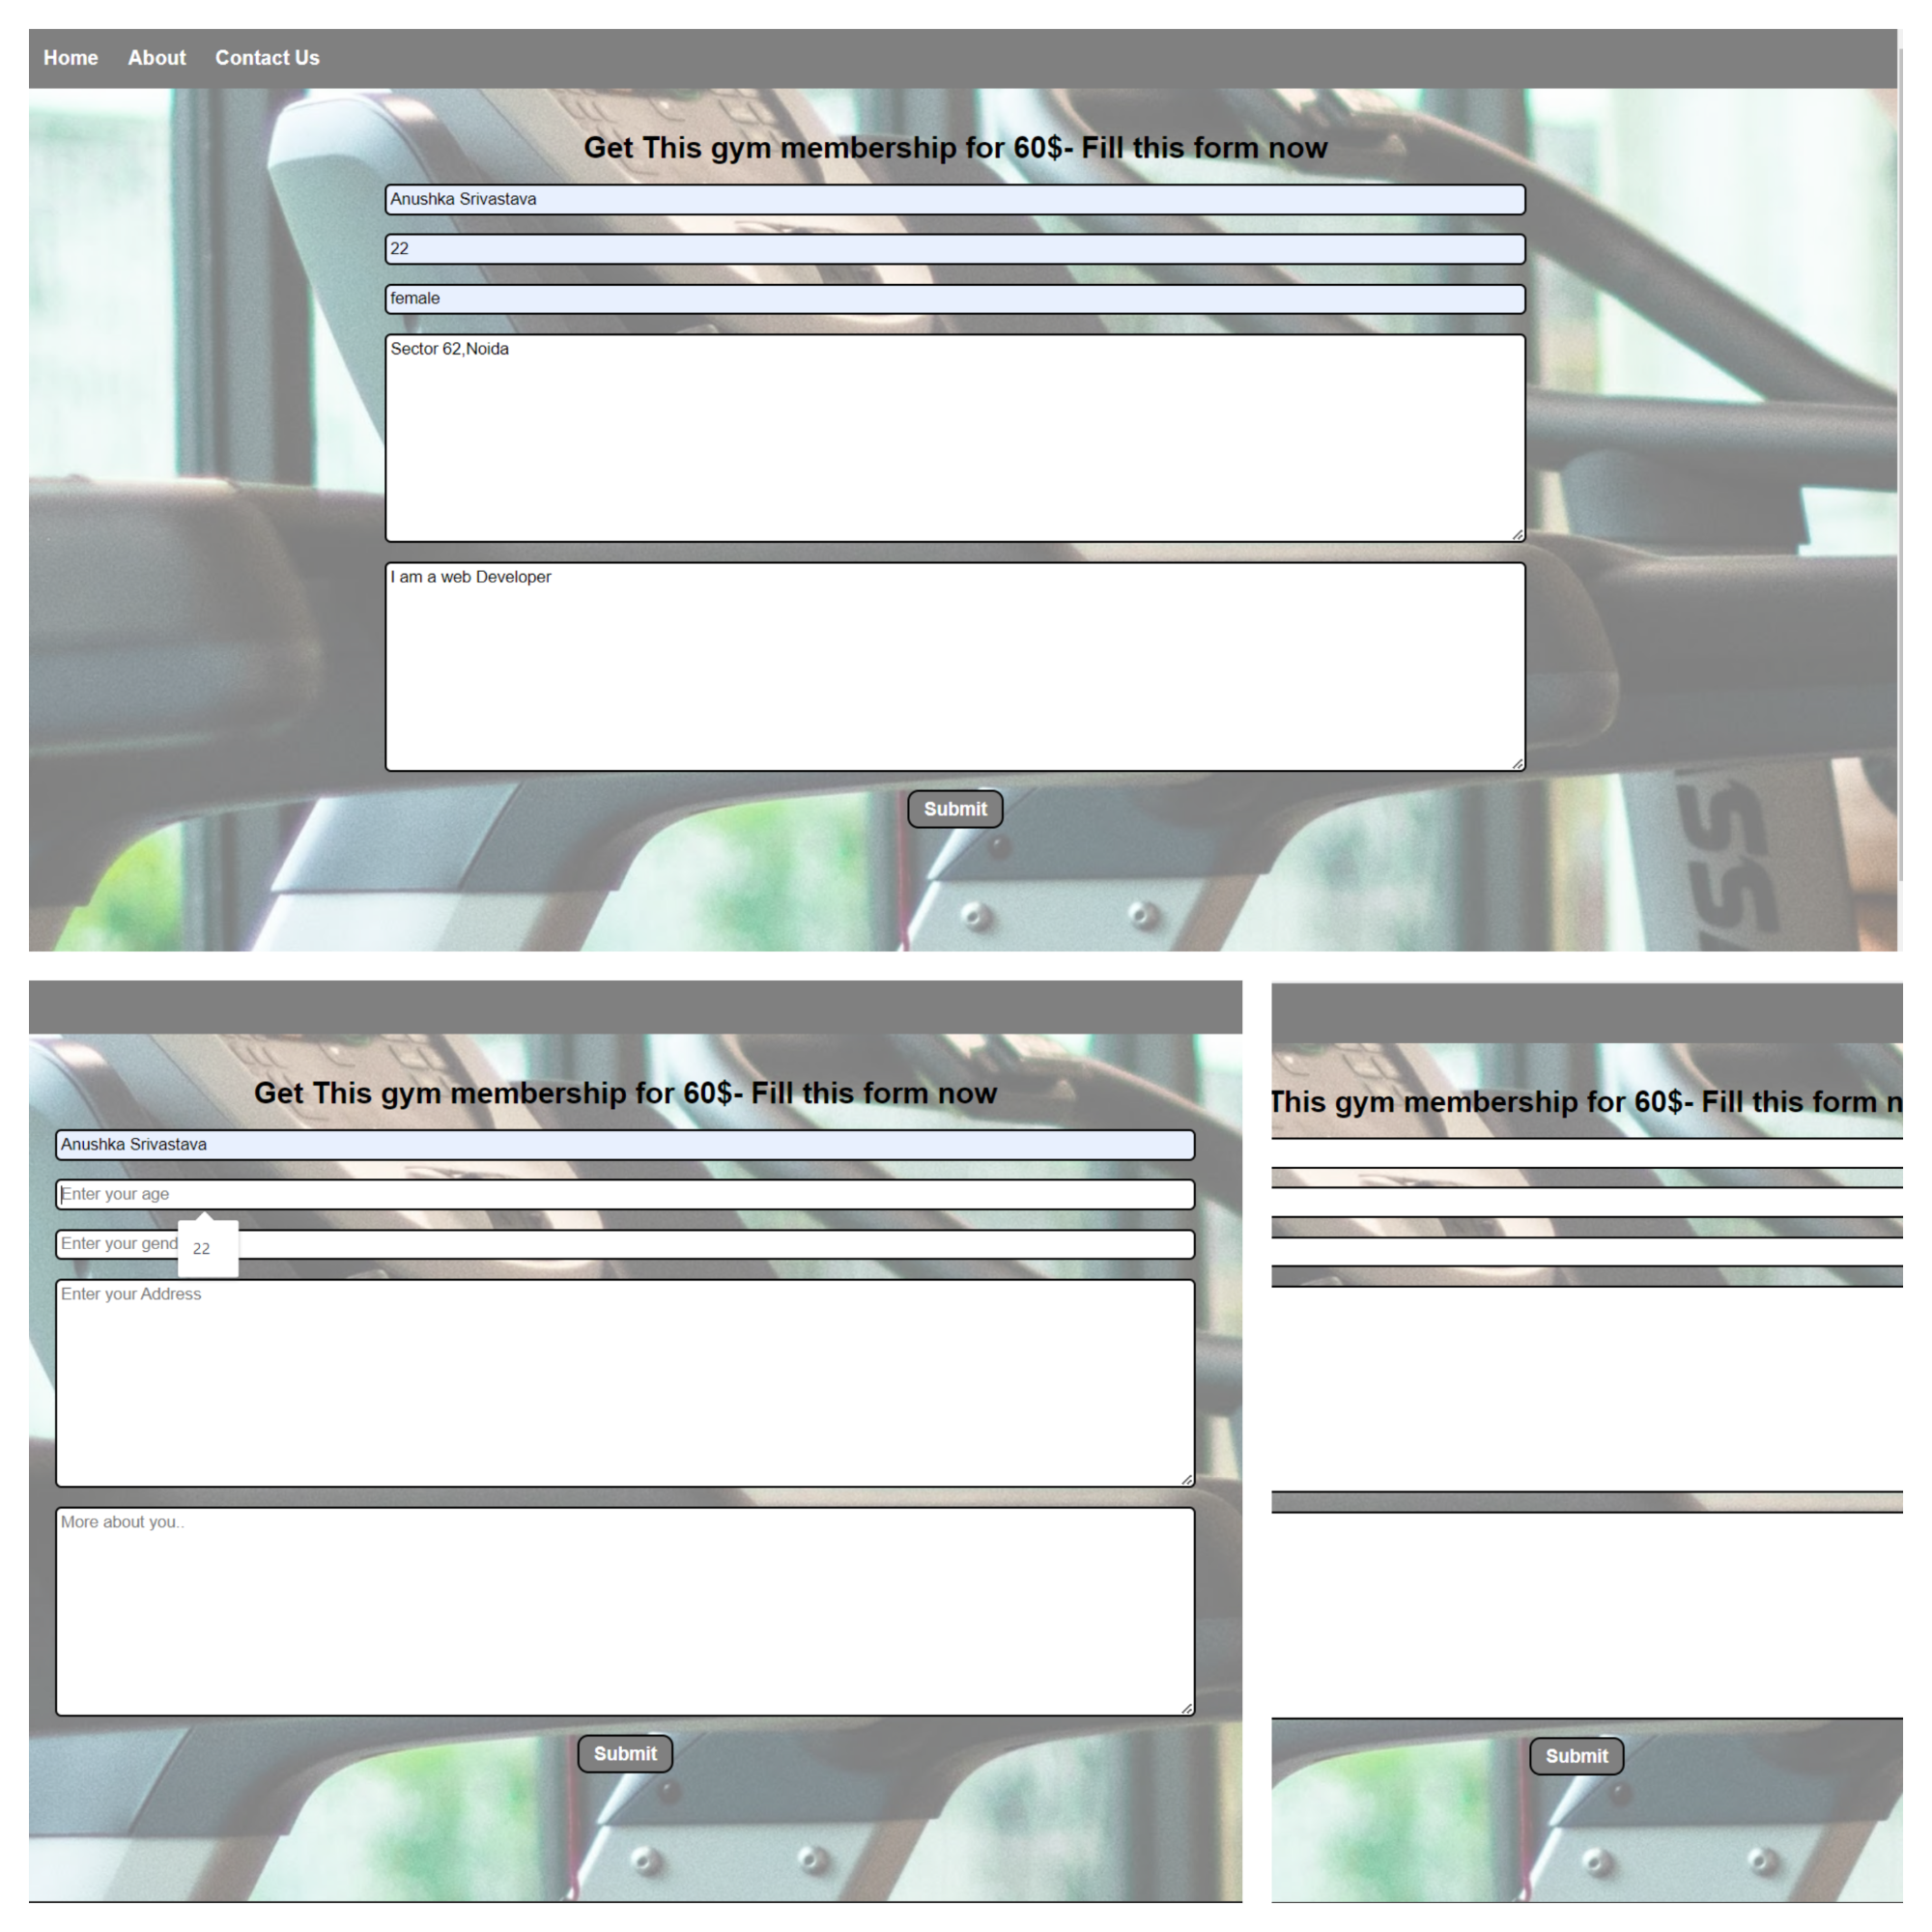 Home About Contact Us
Get This gym membership for 60$- Fill this form now
Anushka Srivastava
22
female
Sector 62,Noida
I am a web Developer
Submit
SS
Get This gym membership for 60$- Fill this form now
Anushka Srivastava
Enter your age
Enter your gend
22
Enter your Address
More about you..
Submit
This gym membership for 60$- Fill this form n
Submit